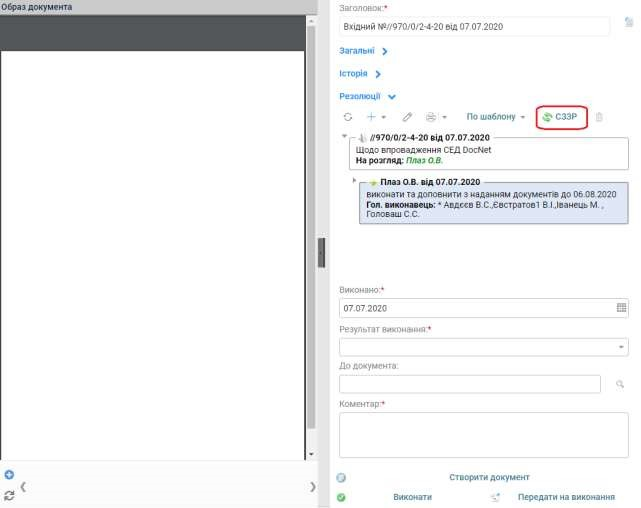 Образ документа
Заголовок:*
Вхідний №//970/0/2-4-20 від 07.07.2020
Загальні
Історія
Резолюції
По шаблону
СЗЗР
//970/0/2-4-20 від 07.07.2020
Щодо впровадження СЕД DocNet
На розгляд: Плаз О.В.
Плаз О.В. від 07.07.2020
виконати та доповнити з наданням документів до 06.08.2020
Гол. виконавець: * Авдєєв В.С.,Євстратов1 В.І.,Іванець М. ,
Головаш С.С.
Виконано:*
07.07.2020
Результат виконання:*
До документа:
Коментар:*
Створити документ
Виконати
Передати на виконання